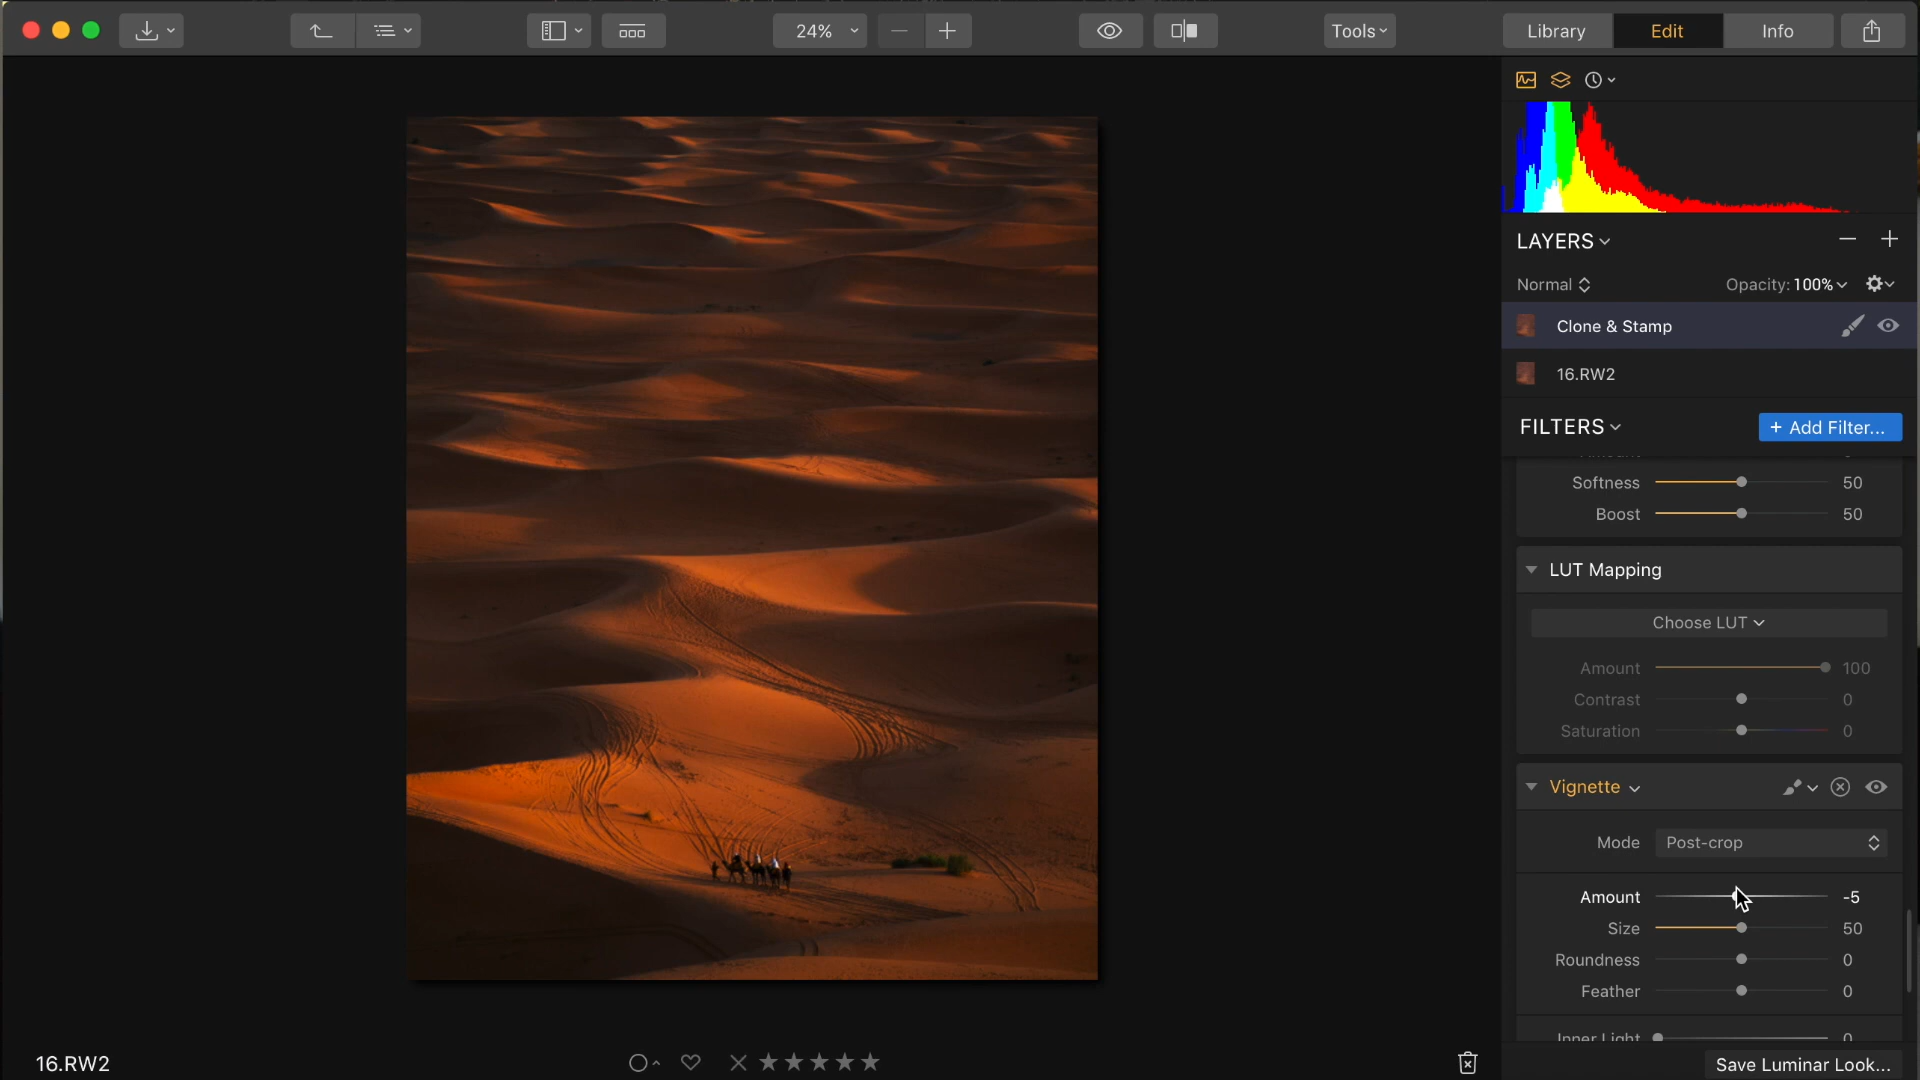 24%
Tools
Library
Edit
Info
LAYERS
Normal
Opacity: 100%
Clone & Stamp
16.RW2
FILTERS
+ Add Filter...
Softness 50
Boost 50
LUT Mapping
Choose LUT
Amount 100
Contrast 0
Saturation 0
Vignette
Mode Post-crop
Amount -5
Size 50
Roundness 0
Feather 0
Inner Light 0
16.RW2
Save Luminar Look...